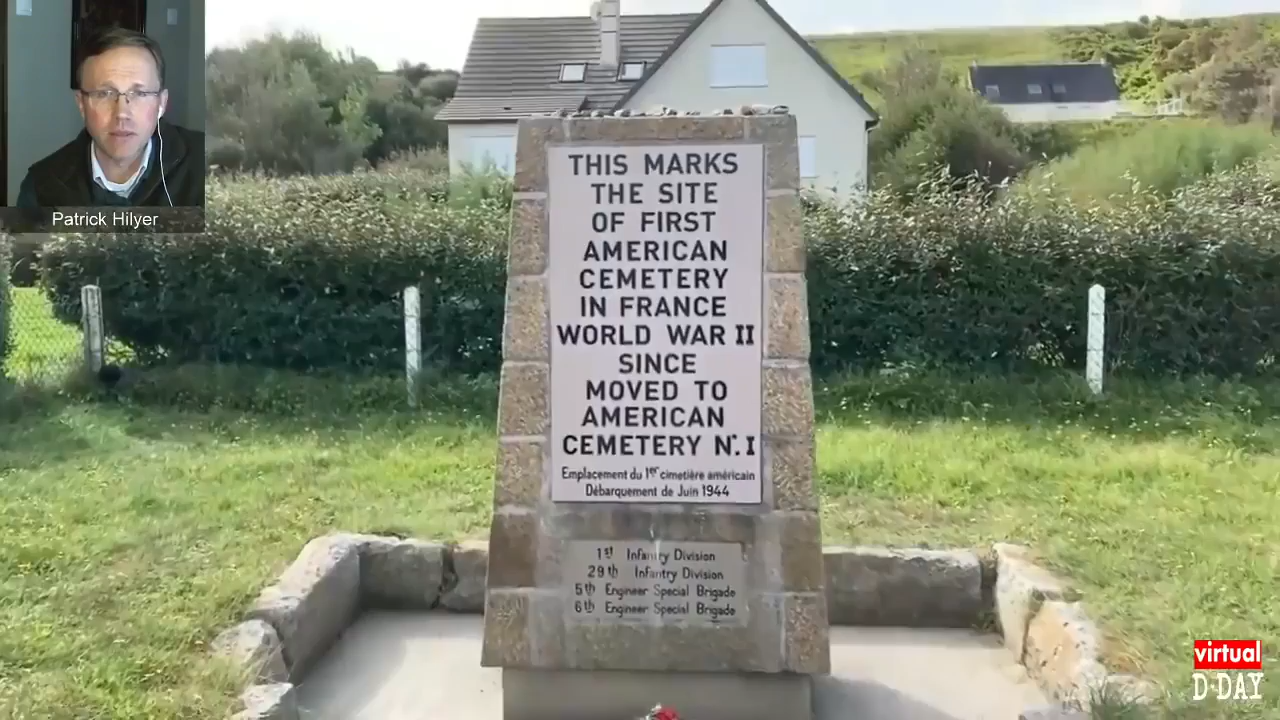 Patrick Hilyer
THIS MARKS
THE SITE
OF FIRST
AMERICAN
CEMETERY
IN FRANCE
WORLD WAR II
SINCE
MOVED TO
AMERICAN
CEMETERY Nº. I
Emplacement du 1er cimetière américain
Débarquement de Juin 1944
1st Infantry Division
29th Infantry Division
5th Engineer Special Brigade
6th Engineer Special Brigade
virtual
D-DAY